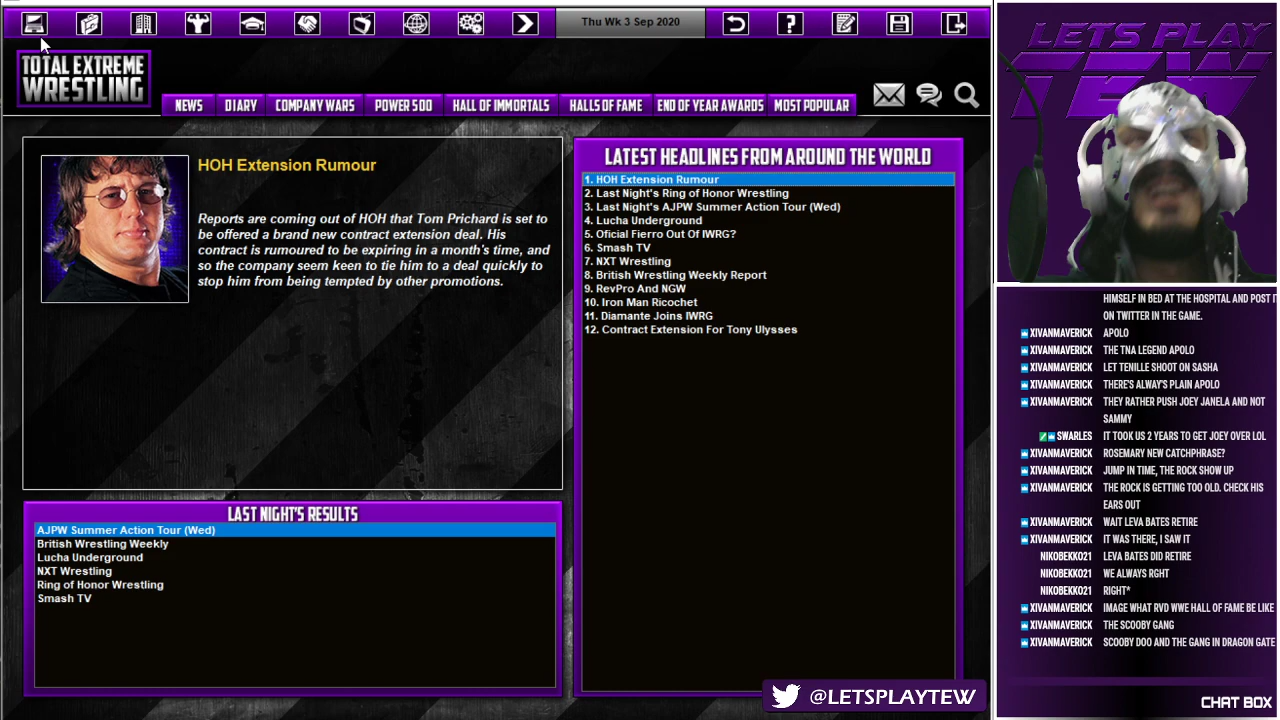 Thu Wk 3 Sep 2020
LETS PLAY
TEW
TOTAL EXTREME
WRESTLING
NEWS
DIARY
COMPANY WARS
POWER 500
HALL OF IMMORTALS
HALLS OF FAME
END OF YEAR AWARDS
MOST POPULAR
HOH Extension Rumour
Reports are coming out of HOH that Tom Prichard is set to
be offered a brand new contract extension deal. His
contract is rumoured to be expiring in a month's time, and
so the company seem keen to tie him to a deal quickly to
stop him from being tempted by other promotions.
LATEST HEADLINES FROM AROUND THE WORLD
1. HOH Extension Rumour
2. Last Night's Ring of Honor Wrestling
3. Last Night's AJPW Summer Action Tour (Wed)
4. Lucha Underground
5. Oficial Fierro Out Of IWRG?
6. Smash TV
7. NXT Wrestling
8. British Wrestling Weekly Report
9. RevPro And NGW
10. Iron Man Ricochet
11. Diamante Joins IWRG
12. Contract Extension For Tony Ulysses
LAST NIGHT'S RESULTS
AJPW Summer Action Tour (Wed)
British Wrestling Weekly
Lucha Underground
NXT Wrestling
Ring of Honor Wrestling
Smash TV
@LETSPLAYTEW
HIMSELF IN BED AT THE HOSPITAL AND POST I
ON TWITTER IN THE GAME.
XIVANMAVERICK APOLO
XIVANMAVERICK THE TNA LEGEND APOLO
XIVANMAVERICK LET TENILLE SHOOT ON SASHA
XIVANMAVERICK THERE'S ALWAY'S PLAIN APOLO
XIVANMAVERICK THEY RATHER PUSH JOEY JANELA AND NOT
SAMMY
SWARLES IT TOOK US 2 YEARS TO GET JOEY OVER LOL
XIVANMAVERICK ROSEMARY NEW CATCHPHRASE?
XIVANMAVERICK JUMP IN TIME, THE ROCK SHOW UP
XIVANMAVERICK THE ROCK IS GETTING TOO OLD. CHECK HIS
EARS OUT
XIVANMAVERICK WAIT LEVA BATES RETIRE
XIVANMAVERICK IT WAS THERE, I SAW IT
NIKOBEKKO21 LEVA BATES DID RETIRE
NIKOBEKKO21 WE ALWAYS RGHT
NIKOBEKKO21 RIGHT*
XIVANMAVERICK IMAGE WHAT RVD WWE HALL OF FAME BE LIKE
XIVANMAVERICK THE SCOOBY GANG
XIVANMAVERICK SCOOBY DOO AND THE GANG IN DRAGON GATE
CHAT BOX